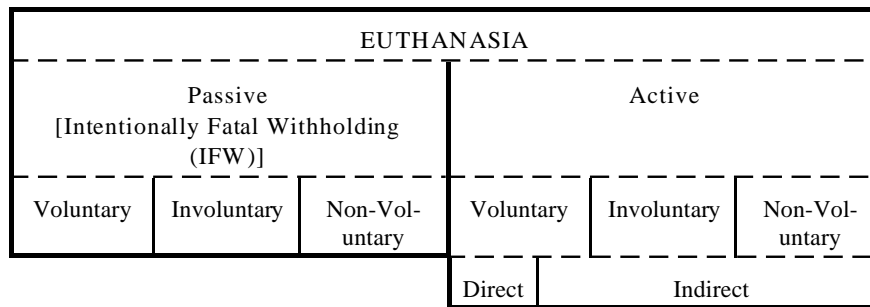 EUTHANASIA
Passive
[Intentionally Fatal Withholding
(IFW)]
Active
Voluntary
Involuntary
Non-Vol-
untary
Voluntary
Involuntary
Non-Vol-
untary
Direct
Indirect